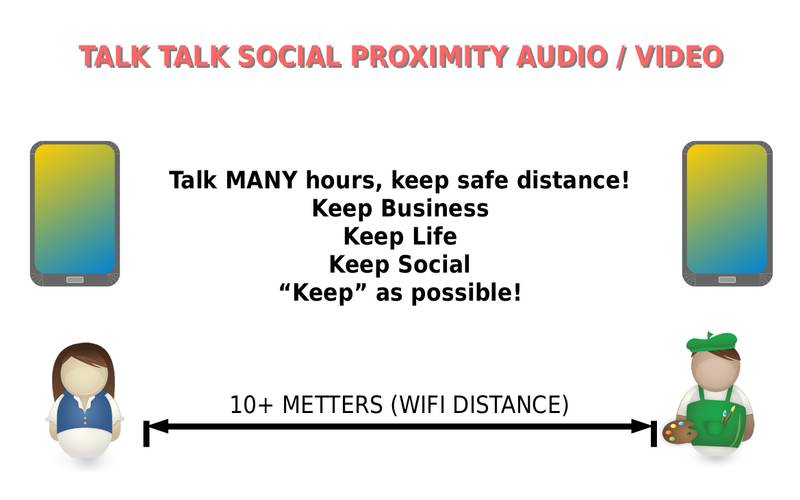 TALK TALK SOCIAL PROXIMITY AUDIO / VIDEO
Talk MANY hours, keep safe distance!
Keep Business
Keep Life
Keep Social
“Keep” as possible!
10+ METTERS (WIFI DISTANCE)